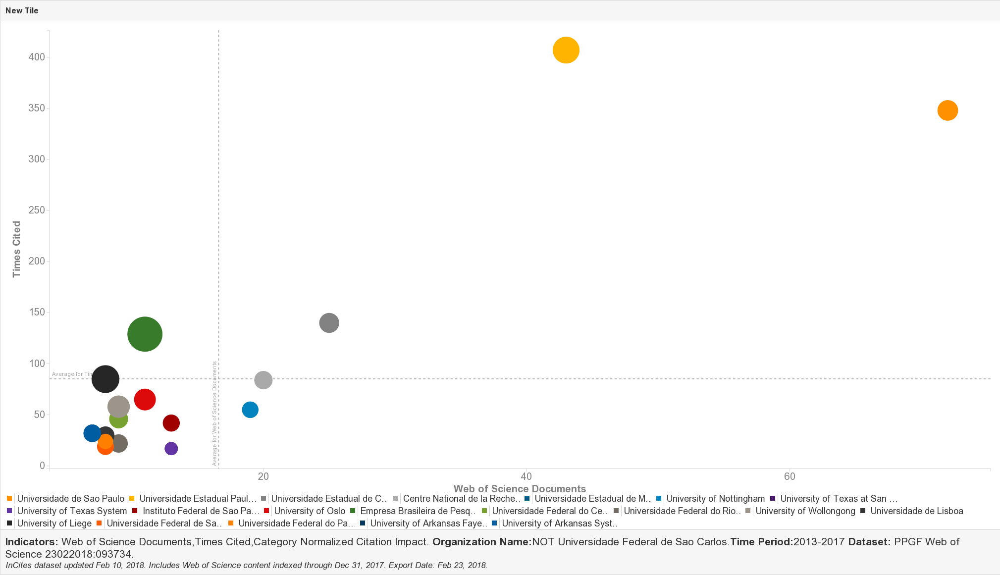 New Tile
400
350
300
250
200
150
100
50
0
Times Cited
Average for Tim
Average for Web of Science Documents
20 40 60
Web of Science Documents
Universidade de Sao Paulo Universidade Estadual Paul... Universidade Estadual de C.. Centre National de la Reche.. Universidade Estadual de M.. University of Nottingham University of Texas at San ...
University of Texas System Instituto Federal de Sao Pa... University of Oslo Empresa Brasileira de Pesq.. Universidade Federal do Ce.. Universidade Federal do Rio.. University of Wollongong Universidade de Lisboa
University of Liege Universidade Federal de Sa.. Universidade Federal do Pa... University of Arkansas Faye.. University of Arkansas Syst..
Indicators: Web of Science Documents,Times Cited,Category Normalized Citation Impact. Organization Name:NOT Universidade Federal de Sao Carlos.Time Period:2013-2017 Dataset: PPGF Web of
Science 23022018:093734.
InCites dataset updated Feb 10, 2018. Includes Web of Science content indexed through Dec 31, 2017. Export Date: Feb 23, 2018.